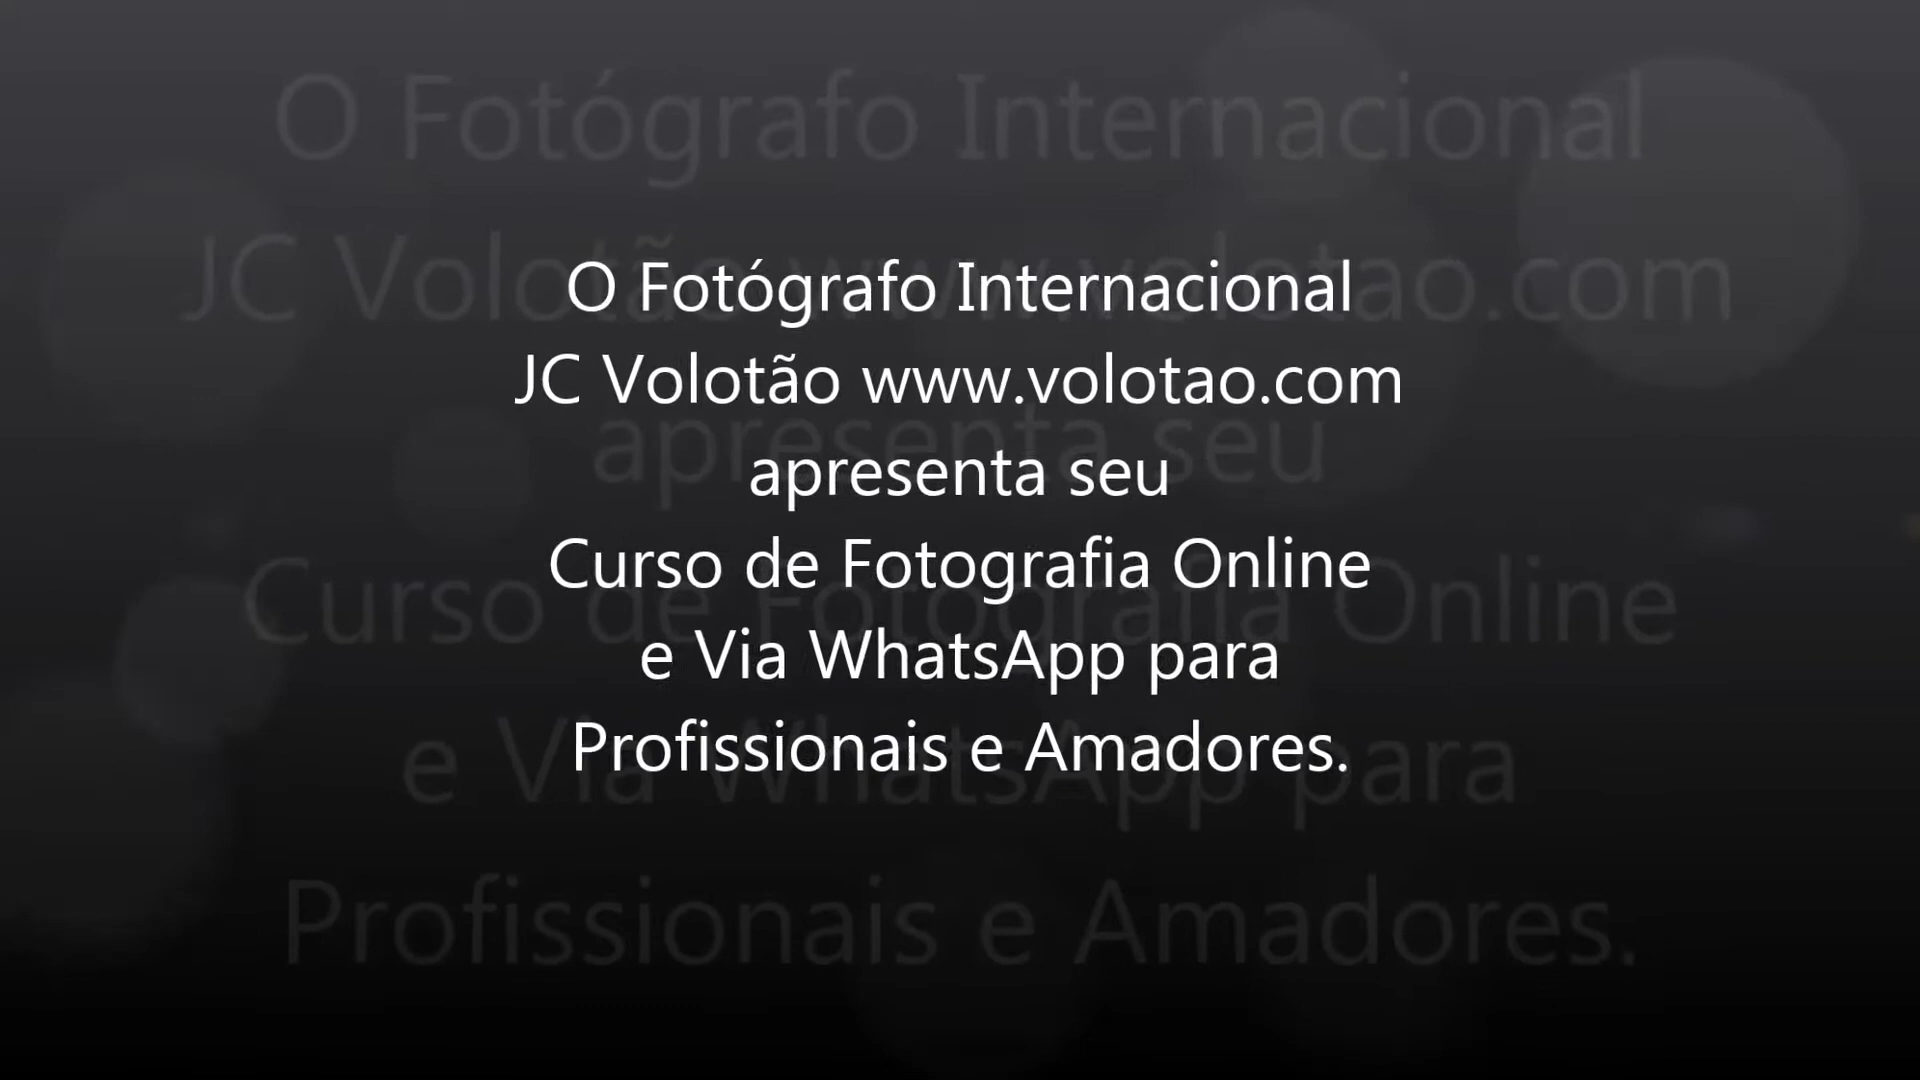 O Fotógrafo Internacional
JC Volotão www.volotao.com
apresenta seu
Curso de Fotografia Online
e Via WhatsApp para
Profissionais e Amadores.